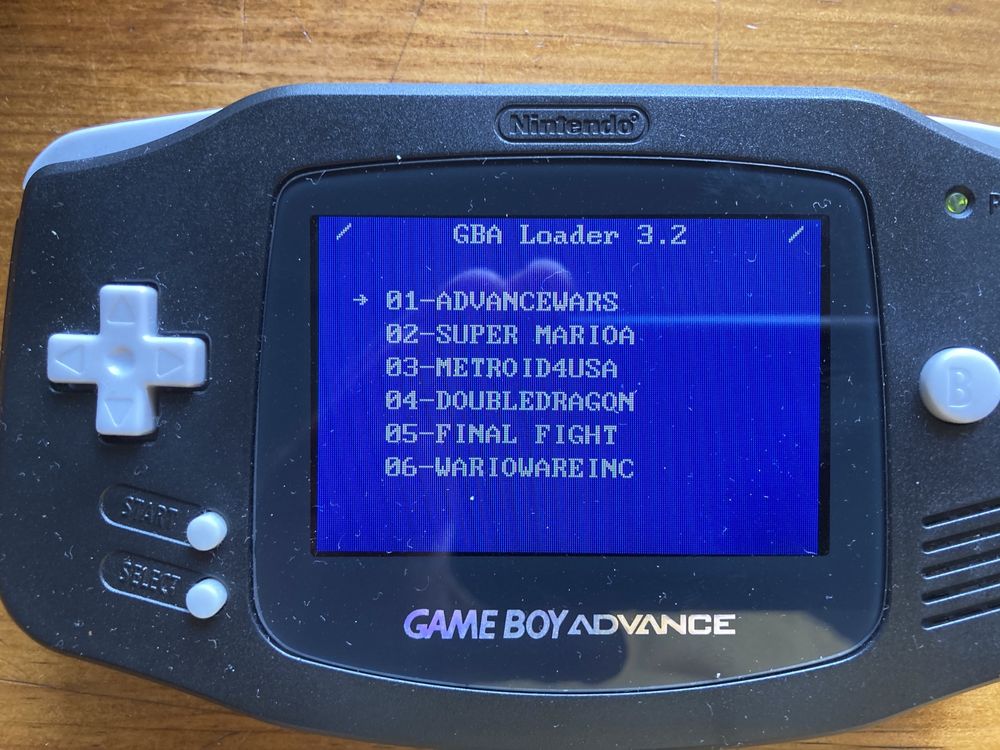 Nintendo®
GBA Loader 3.2
→ 01-ADVANCEWARS
02-SUPER MARIOA
03-METROID4USA
04-DOUBLEDRAGON
05-FINAL FIGHT
06-WARIOWAREINC
B
START
SELECT
GAME BOY ADVANCE